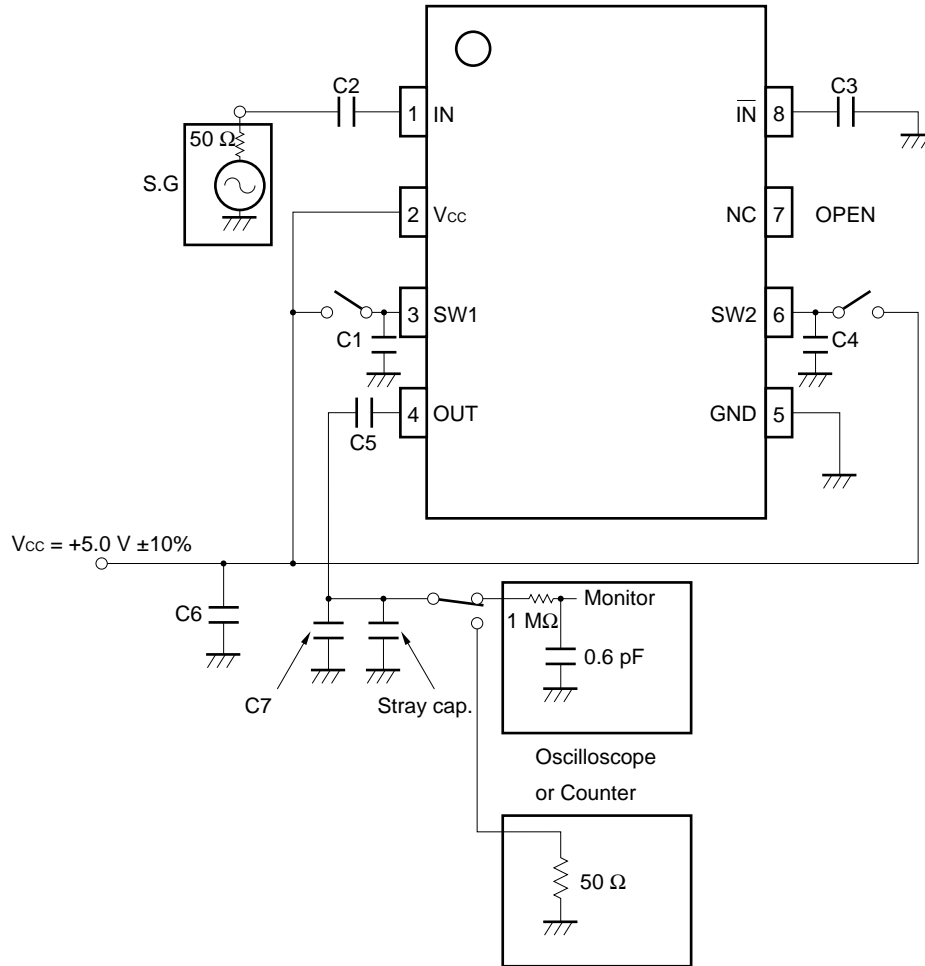 C2
1
IN
IN
8
C3
50 Ω
S.G
2
VCC
NC
7
OPEN
3
SW1
SW2
6
C1
C4
4
OUT
GND
5
C5
VCC = +5.0 V ±10%
C6
Monitor
1 MΩ
0.6 pF
C7
Stray cap.
Oscilloscope
or Counter
50 Ω